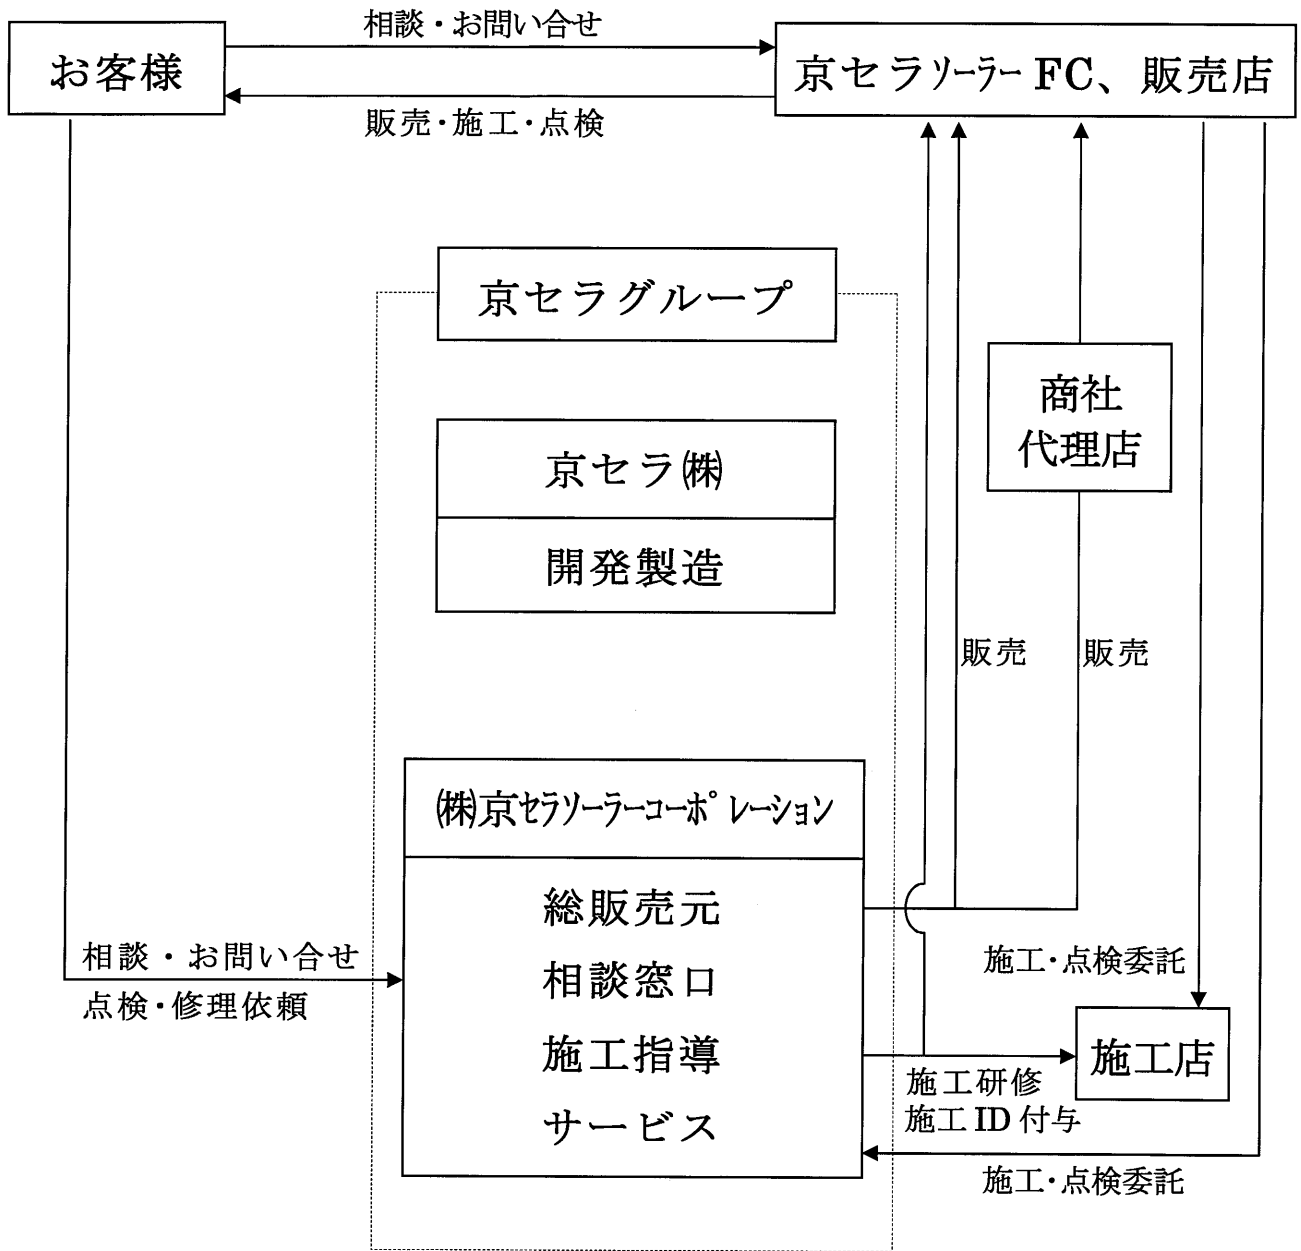 相談・お問い合せ
お客様
京セラソーラーFC、販売店
販売・施工・点検
京セラグループ
商社
代理店
京セラ㈱
開発製造
販売
販売
㈱京セラソーラーコーポレーション
総販売元
相談・お問い合せ
相談窓口
施工・点検委託
点検・修理依頼
施工指導
施工店
施工研修
サービス
施工ID付与
施工・点検委託